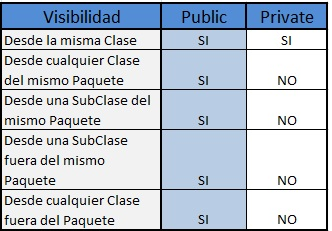 Visibilidad Public Private
Desde la misma Clase SI SI
Desde cualquier Clase
del mismo Paquete SI NO
Desde una SubClase del
mismo Paquete SI NO
Desde una SubClase
fuera del mismo
Paquete SI NO
Desde cualquier Clase
fuera del Paquete SI NO